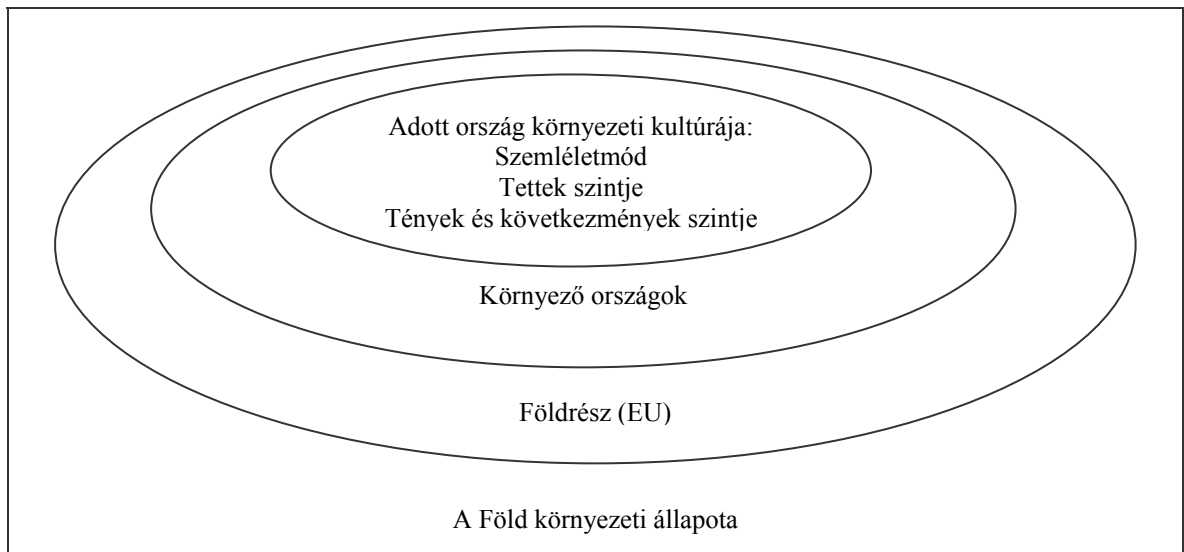 Adott ország környezeti kultúrája:
Szemléletmód
Tettek szintje
Tények és következmények szintje
Környező országok
Földrész (EU)
A Föld környezeti állapota